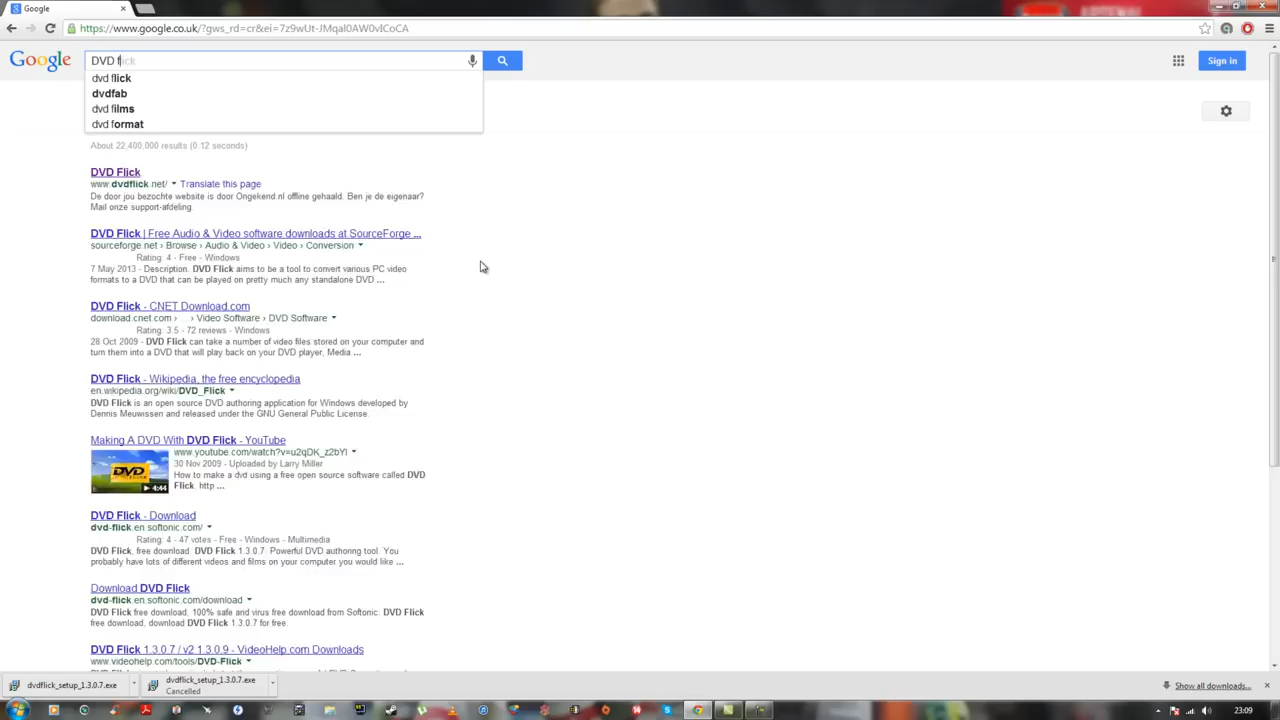 Google
https://www.google.co.uk/?gws_rd=cr&ei=7z9wUt-JMqaI0AW0vICoCA
Google
DVD flick
Sign in
dvd flick
dvdfab
dvd films
dvd format
About 22,400,000 results (0.12 seconds)
DVD Flick
www.dvdflick.net/ Translate this page
De door jou bezochte website is door Ongekend.nl offline gehaald. Ben je de eigenaar?
Mail onze support-afdeling.
DVD Flick | Free Audio & Video software downloads at SourceForge ...
sourceforge.net › Browse › Audio & Video › Video › Conversion
Rating: 4 - Free - Windows
7 May 2013 - Description. DVD Flick aims to be a tool to convert various PC video
formats to a DVD that can be played on pretty much any standalone DVD ...
DVD Flick - CNET Download.com
download.cnet.com › › Video Software › DVD Software
Rating: 3.5 - 72 reviews - Windows
28 Oct 2009 - DVD Flick can take a number of video files stored on your computer and
turn them into a DVD that will play back on your DVD player, Media ...
DVD Flick - Wikipedia, the free encyclopedia
en.wikipedia.org/wiki/DVD_Flick
DVD Flick is an open source DVD authoring application for Windows developed by
Dennis Meuwissen and released under the GNU General Public License.
Making A DVD With DVD Flick - YouTube
www.youtube.com/watch?v=u2qDK_z2bYI
30 Nov 2009 - Uploaded by Larry Miller
How to make a dvd using a free open source software called DVD
Flick. http ...
DVD
4:44
DVD Flick - Download
dvd-flick.en.softonic.com/
Rating: 4 - 47 votes - Free - Windows - Multimedia
DVD Flick, free download. DVD Flick 1.3.0.7: Powerful DVD authoring tool. You
probably have lots of different videos and films on your computer you would like ...
Download DVD Flick
dvd-flick.en.softonic.com/download
DVD Flick free download, 100% safe and virus free download from Softonic. DVD Flick
free download, download DVD Flick 1.3.0.7 for free.
DVD Flick 1.3.0.7 / v2 1.3.0.9 - VideoHelp.com Downloads
www.videohelp.com/tools/DVD-Flick
dvdflick_setup_1.3.0.7.exe
dvdflick_setup_1.3.0.7.exe
Cancelled
Show all downloads...
23:09